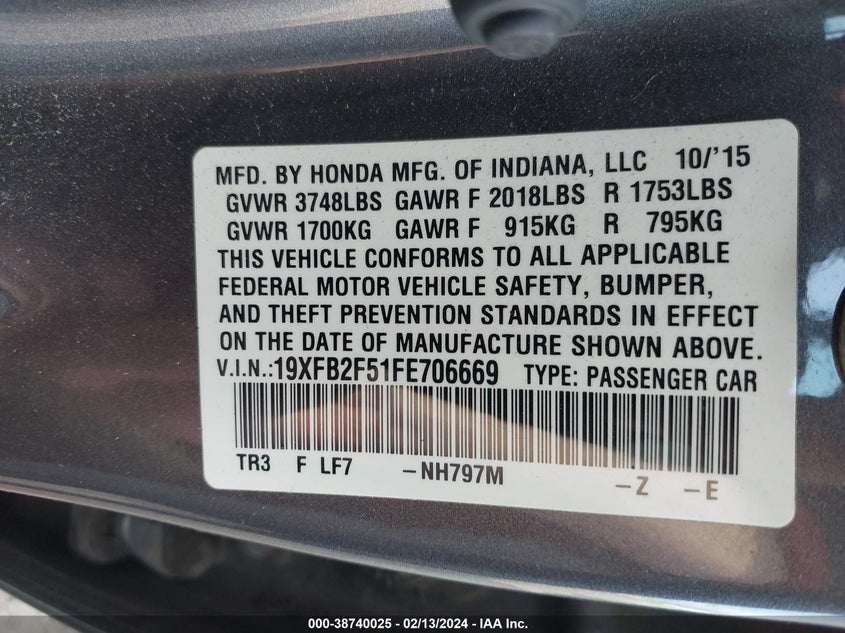 MFD. BY HONDA MFG. OF INDIANA, LLC 10/'15
GVWR 3748LBS GAWR F 2018LBS R 1753LBS
GVWR 1700KG GAWR F 915KG R 795KG
THIS VEHICLE CONFORMS TO ALL APPLICABLE
FEDERAL MOTOR VEHICLE SAFETY, BUMPER,
AND THEFT PREVENTION STANDARDS IN EFFECT
ON THE DATE OF MANUFACTURE SHOWN ABOVE.
V.I.N.:19XFB2F51FE706669 TYPE: PASSENGER CAR
TR3 F LF7 –NH797M –Z –E
000-38740025 - 02/13/2024 - IAA Inc.